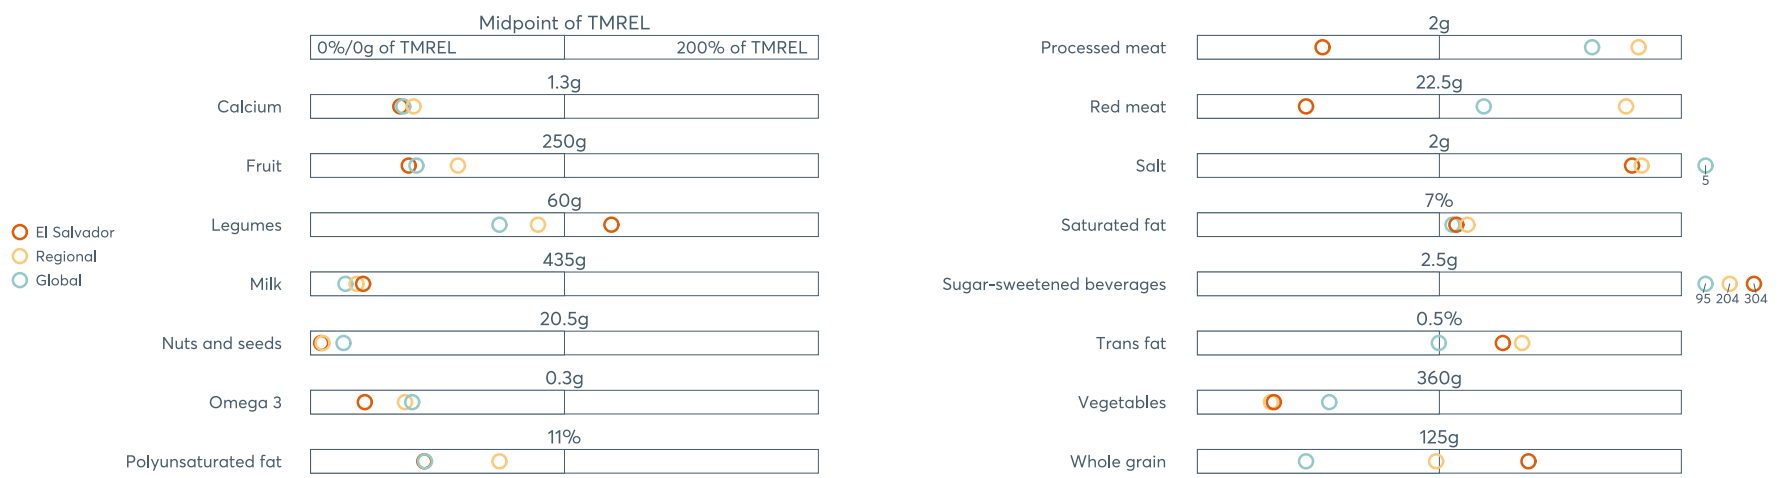 Midpoint of TMREL
0%/0g of TMREL 200% of TMREL
1.3g
Calcium
250g
Fruit
60g
Legumes
435g
Milk
20.5g
Nuts and seeds
0.3g
Omega 3
11%
Polyunsaturated fat
El Salvador
Regional
Global
2g
Processed meat
22.5g
Red meat
2g
Salt
5
7%
Saturated fat
2.5g
Sugar-sweetened beverages
95 204 304
0.5%
Trans fat
360g
Vegetables
125g
Whole grain